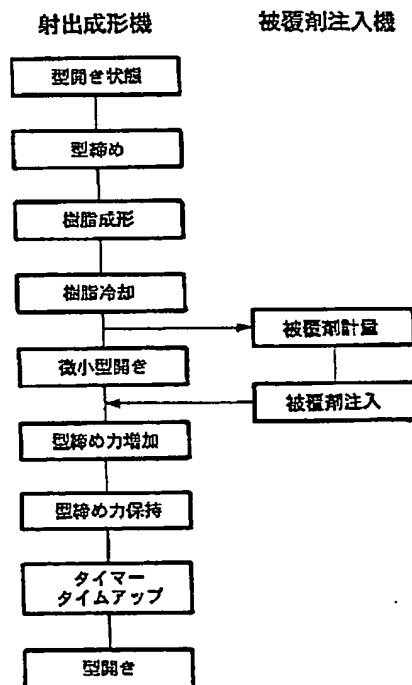 射出成形機
被覆剤注入機
型開き状態
型締め
樹脂成形
樹脂冷却
被覆剤計量
微小型開き
被覆剤注入
型締め力増加
型締め力保持
タイマー
タイムアップ
型開き